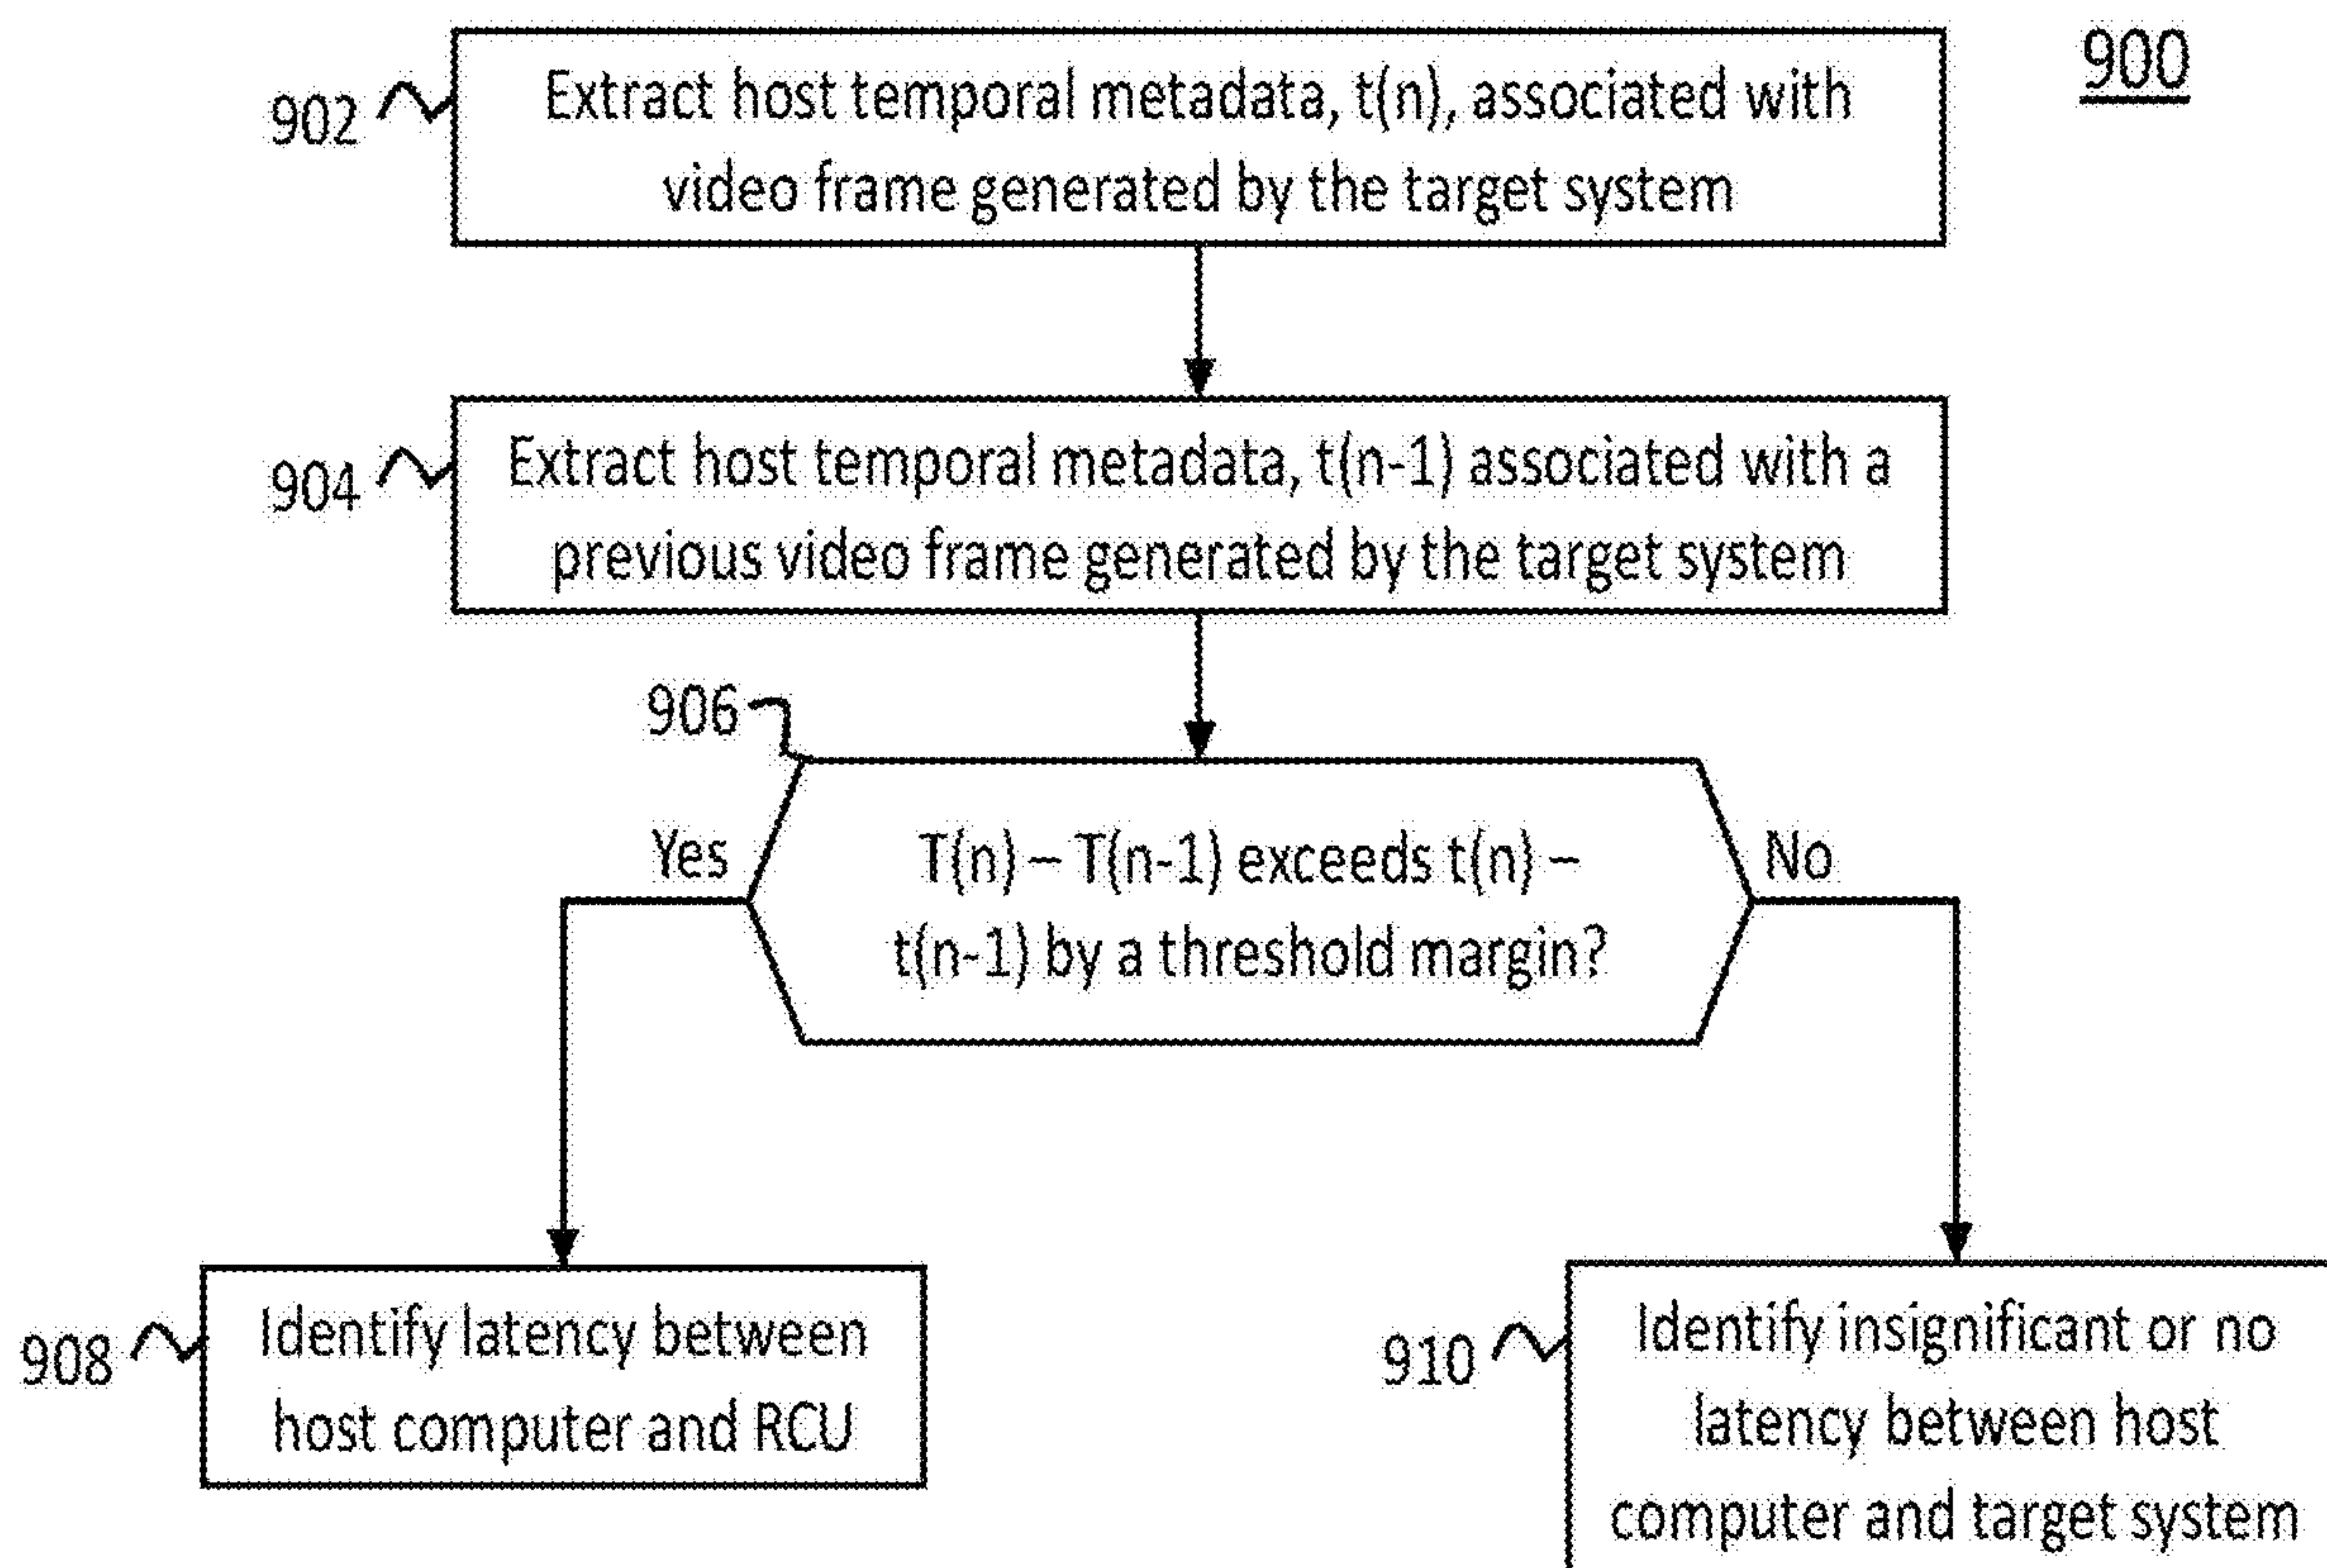 900
902
Extract host temporal metadata, t(n), associated with
video frame generated by the target system
904
Extract host temporal metadata, t(n-1) associated with a
previous video frame generated by the target system
906
Yes
T(n) – T(n-1) exceeds t(n) –
t(n-1) by a threshold margin?
No
908
Identify latency between
host computer and RCU
910
Identify insignificant or no
latency between host
computer and target system